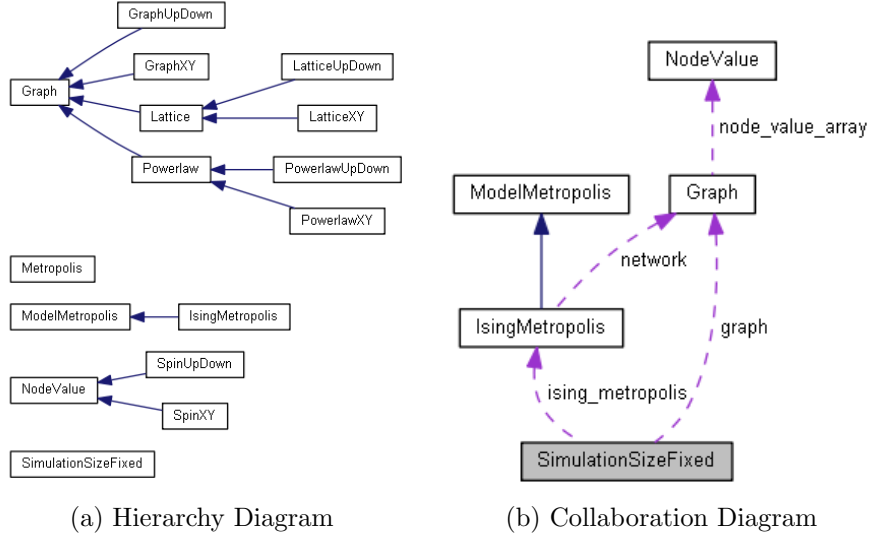 GraphUpDown
GraphXY
LatticeUpDown
Graph
Lattice
LatticeXY
Powerlaw
PowerlawUpDown
PowerlawXY
Metropolis
ModelMetropolis
IsingMetropolis
SpinUpDown
NodeValue
SpinXY
SimulationSizeFixed
(a) Hierarchy Diagram
NodeValue
node_value_array
ModelMetropolis
Graph
network
IsingMetropolis
graph
ising_metropolis
SimulationSizeFixed
(b) Collaboration Diagram